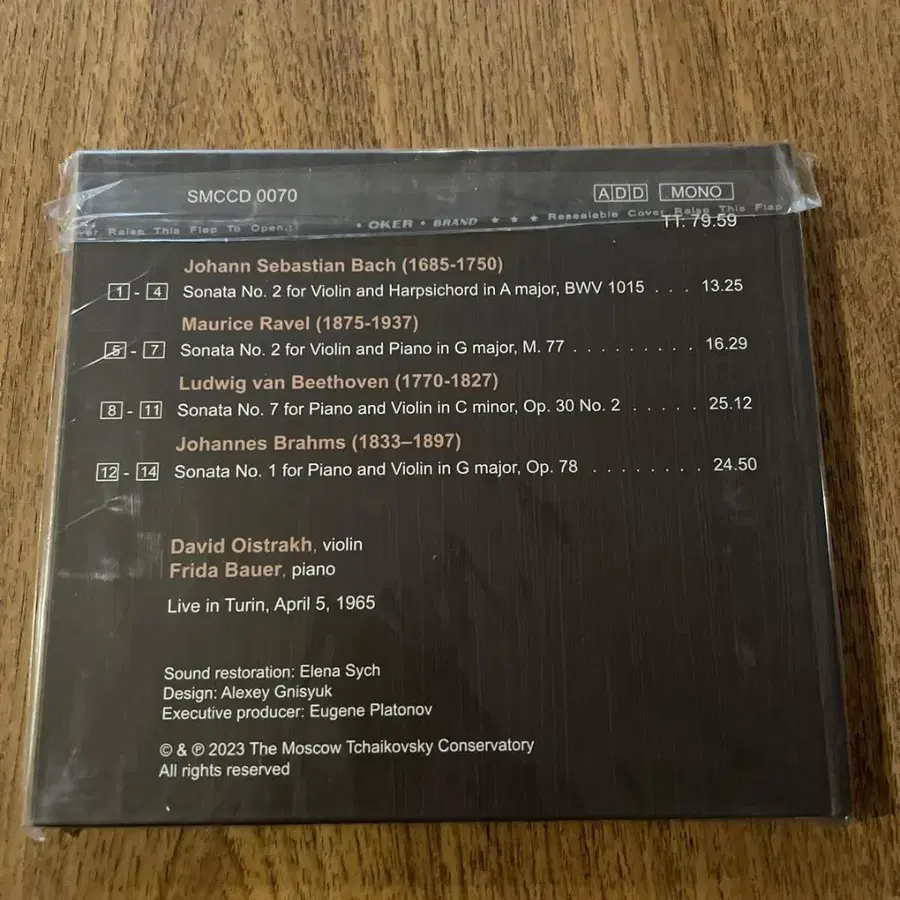 SMCCD 0070 ADD MONO
ver Raise This Flap To Open. • OKER • BRAND ★ ★ ★ Resealable Cover Raise This Flap
TT: 79.59
Johann Sebastian Bach (1685-1750)
1 - 4 Sonata No. 2 for Violin and Harpsichord in A major, BWV 1015 . . . 13.25
Maurice Ravel (1875-1937)
5 - 7 Sonata No. 2 for Violin and Piano in G major, M. 77 . . . . . . . . . 16.29
Ludwig van Beethoven (1770-1827)
8 - 11 Sonata No. 7 for Piano and Violin in C minor, Op. 30 No. 2 . . . . . 25.12
Johannes Brahms (1833–1897)
12 - 14 Sonata No. 1 for Piano and Violin in G major, Op. 78 . . . . . . . . 24.50
David Oistrakh, violin
Frida Bauer, piano
Live in Turin, April 5, 1965
Sound restoration: Elena Sych
Design: Alexey Gnisyuk
Executive producer: Eugene Platonov
© & ℗ 2023 The Moscow Tchaikovsky Conservatory
All rights reserved